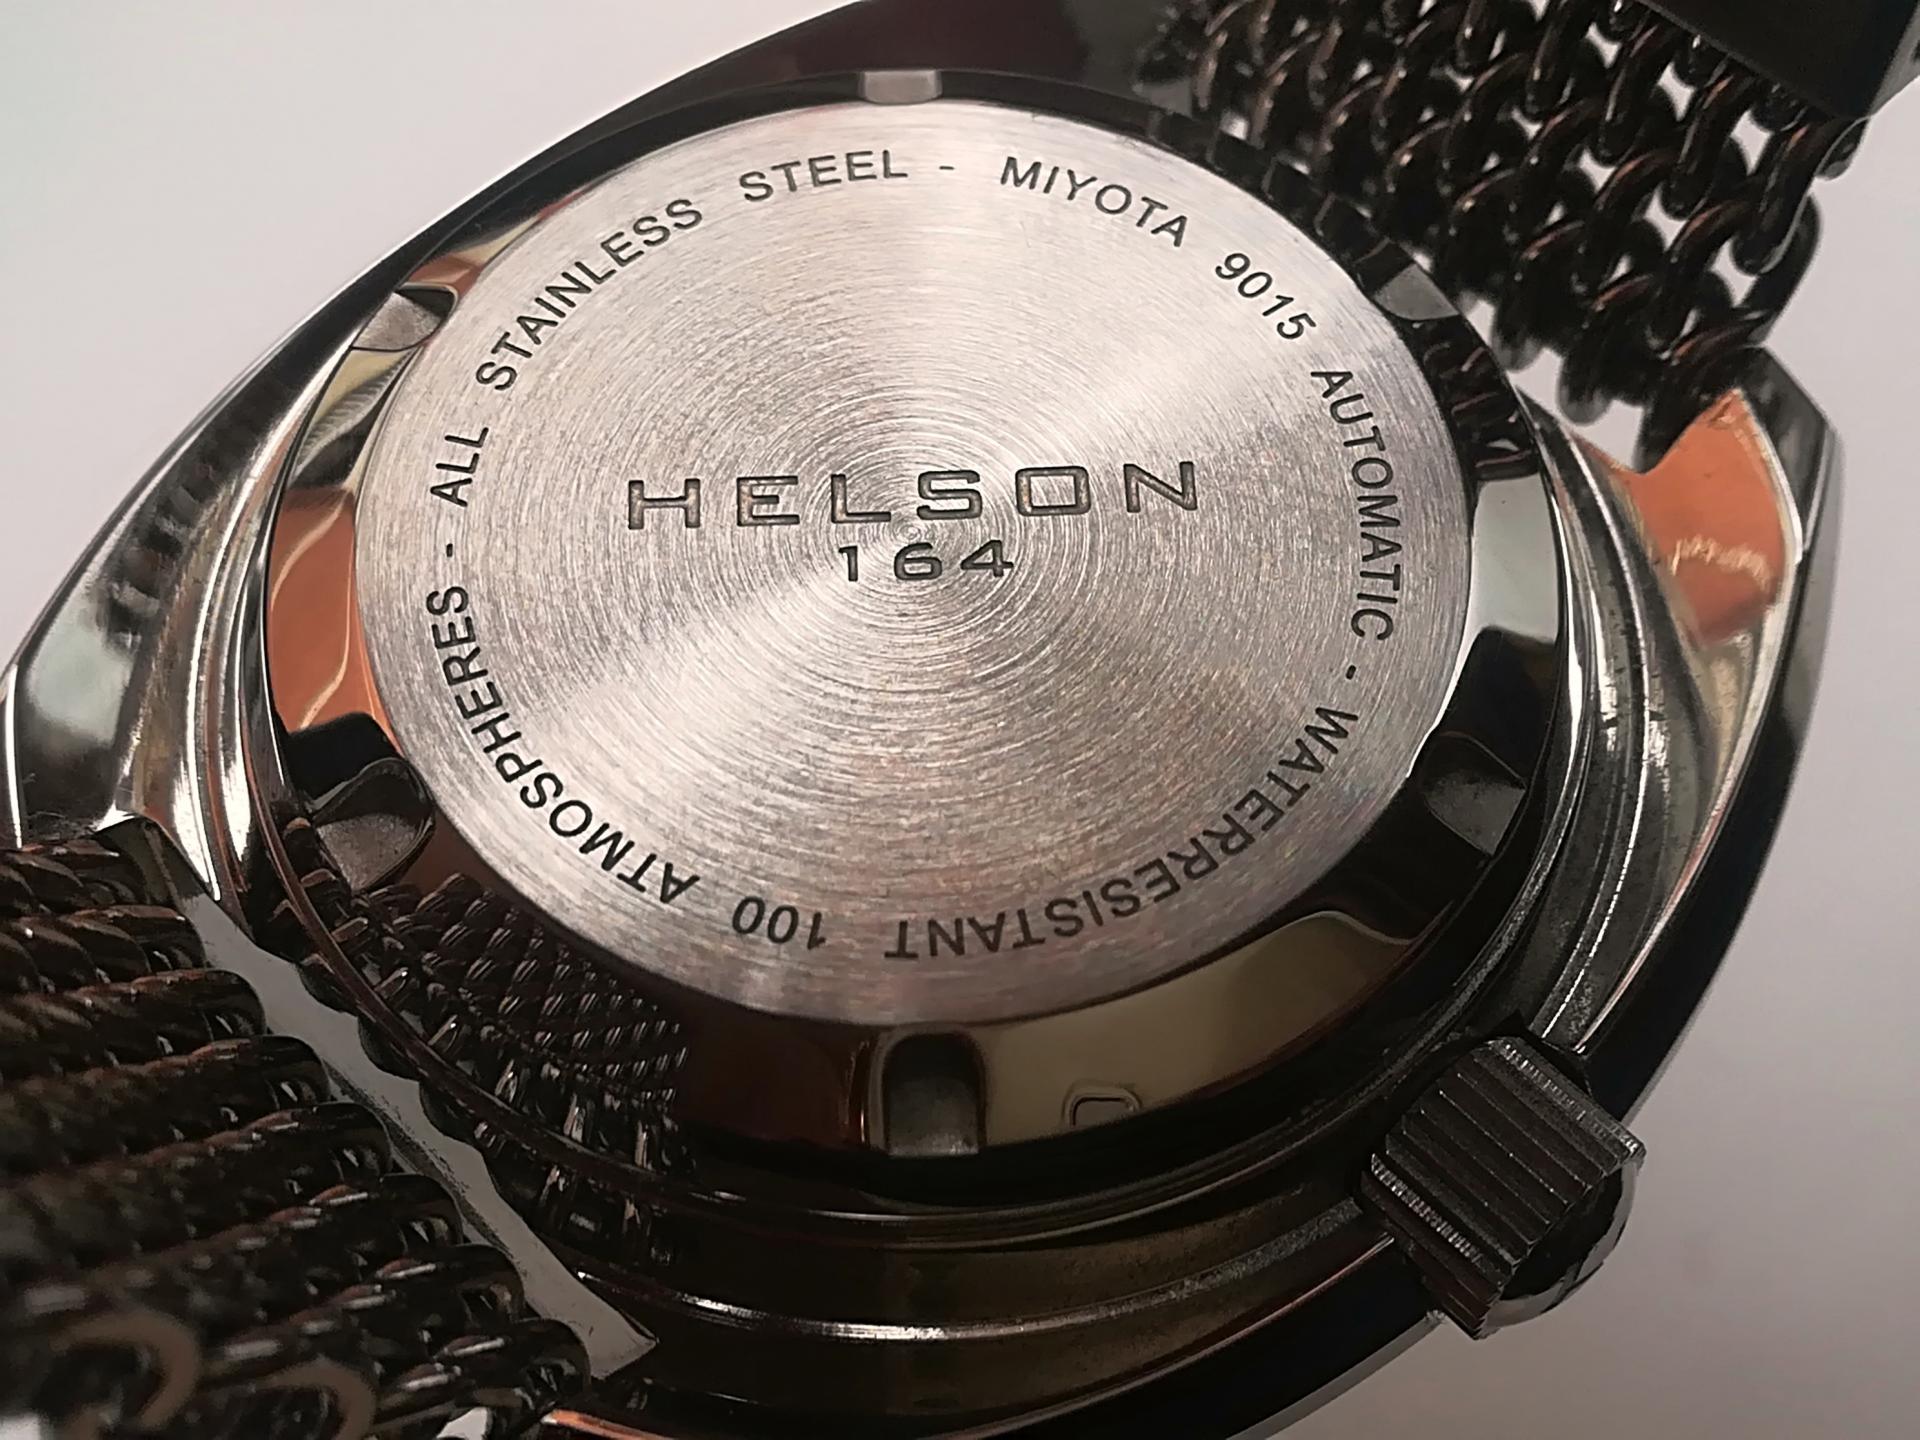 HELSON
164
ALL STAINLESS STEEL - MIYOTA 9015 AUTOMATIC - WATERRESISTANT 100 ATMOSPHERES -